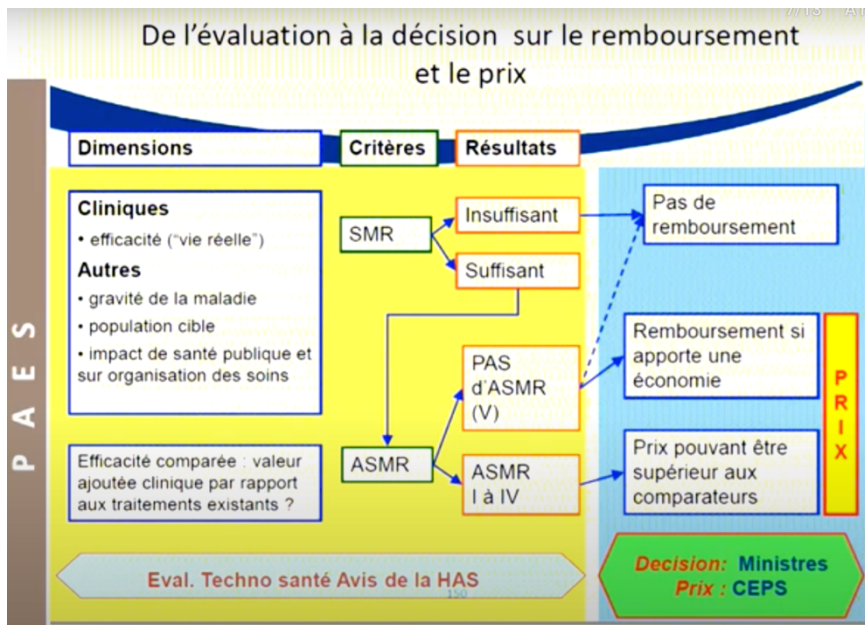 De l'évaluation à la décision sur le remboursement
et le prix
Dimensions
Critères
Résultats
Cliniques
• efficacité ("vie réelle")
Autres
• gravité de la maladie
• population cible
• impact de santé publique et
sur organisation des soins
SMR
Insuffisant
Suffisant
Pas de
remboursement
PAS
d'ASMR
(V)
Remboursement si
apporte une
économie
Efficacité comparée : valeur
ajoutée clinique par rapport
aux traitements existants ?
ASMR
ASMR
I à IV
Prix pouvant être
supérieur aux
comparateurs
PRIX
PAES
Eval. Techno santé Avis de la HAS
150
Decision: Ministres
Prix : CEPS